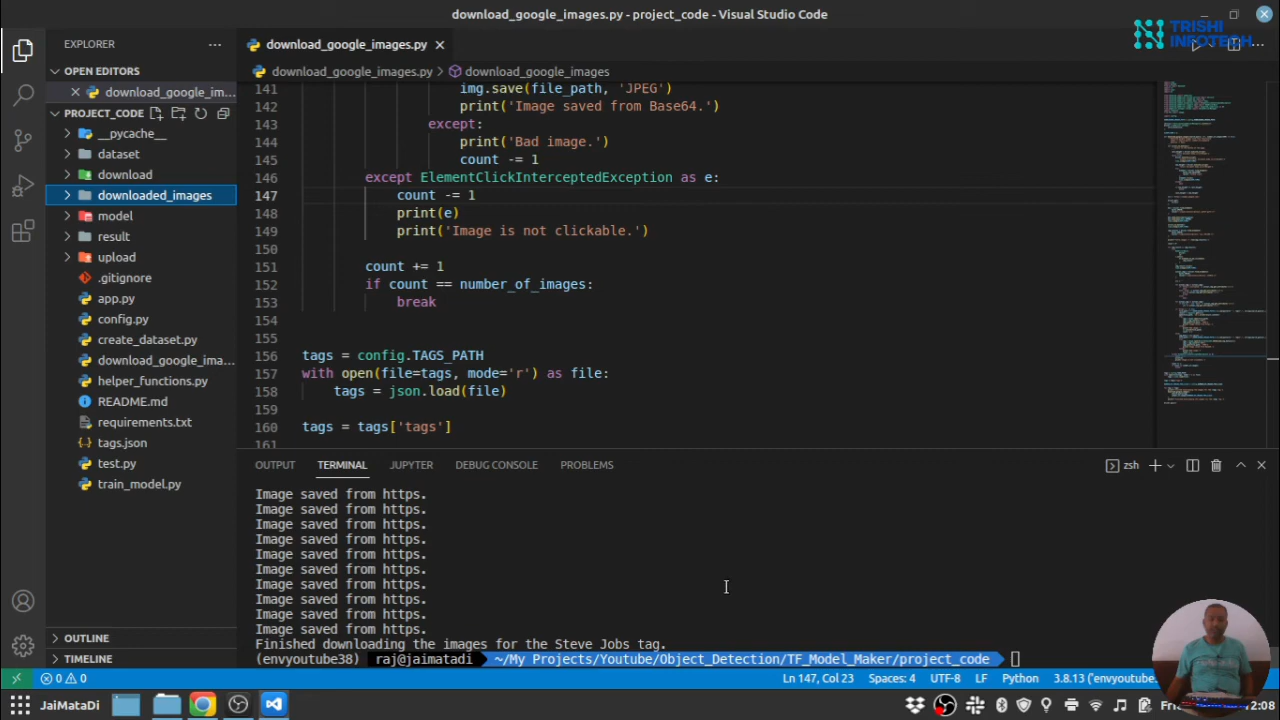 download_google_images.py - project_code - Visual Studio Code
TRISHI
INFOTECH
EXPLORER
OPEN EDITORS
download_google_im...
PROJECT_CODE
__pycache__
dataset
download
downloaded_images
model
result
upload
.gitignore
app.py
config.py
create_dataset.py
download_google_ima...
helper_functions.py
README.md
requirements.txt
tags.json
test.py
train_model.py
OUTLINE
TIMELINE
download_google_images.py
download_google_images.py > download_google_images
141 img.save(file_path, 'JPEG')
142 print('Image saved from Base64.')
143 except:
144 print('Bad image.')
145 count -= 1
146 except ElementClickInterceptedException as e:
147 count -= 1
148 print(e)
149 print('Image is not clickable.')
150
151 count += 1
152 if count == number_of_images:
153 break
154
155
156 tags = config.TAGS_PATH
157 with open(file=tags, mode='r') as file:
158 tags = json.load(file)
159
160 tags = tags['tags']
161
OUTPUT TERMINAL JUPYTER DEBUG CONSOLE PROBLEMS zsh
Image saved from https.
Image saved from https.
Image saved from https.
Image saved from https.
Image saved from https.
Image saved from https.
Image saved from https.
Image saved from https.
Image saved from https.
Image saved from https.
Finished downloading the images for the Steve Jobs tag.
(envyoutube38) raj@jaimatadi ~/My Projects/Youtube/Object_Detection/TF_Model_Maker/project_code
0 0 Ln 147, Col 23 Spaces: 4 UTF-8 LF Python 3.8.13 ('envyoutube
JaiMataDi 2:08